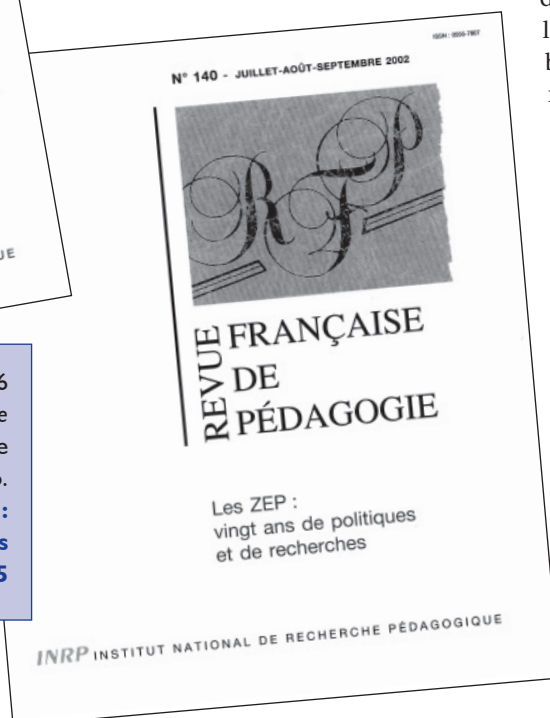 ISSN : 0556-7807
N° 140 - JUILLET-AOÛT-SEPTEMBRE 2002
RFP
REVUE
FRANÇAISE
DE
PÉDAGOGIE
Les ZEP :
vingt ans de politiques
et de recherches
INRP INSTITUT NATIONAL DE RECHERCHE PÉDAGOGIQUE
UE
6
e
e
.
:
s
5